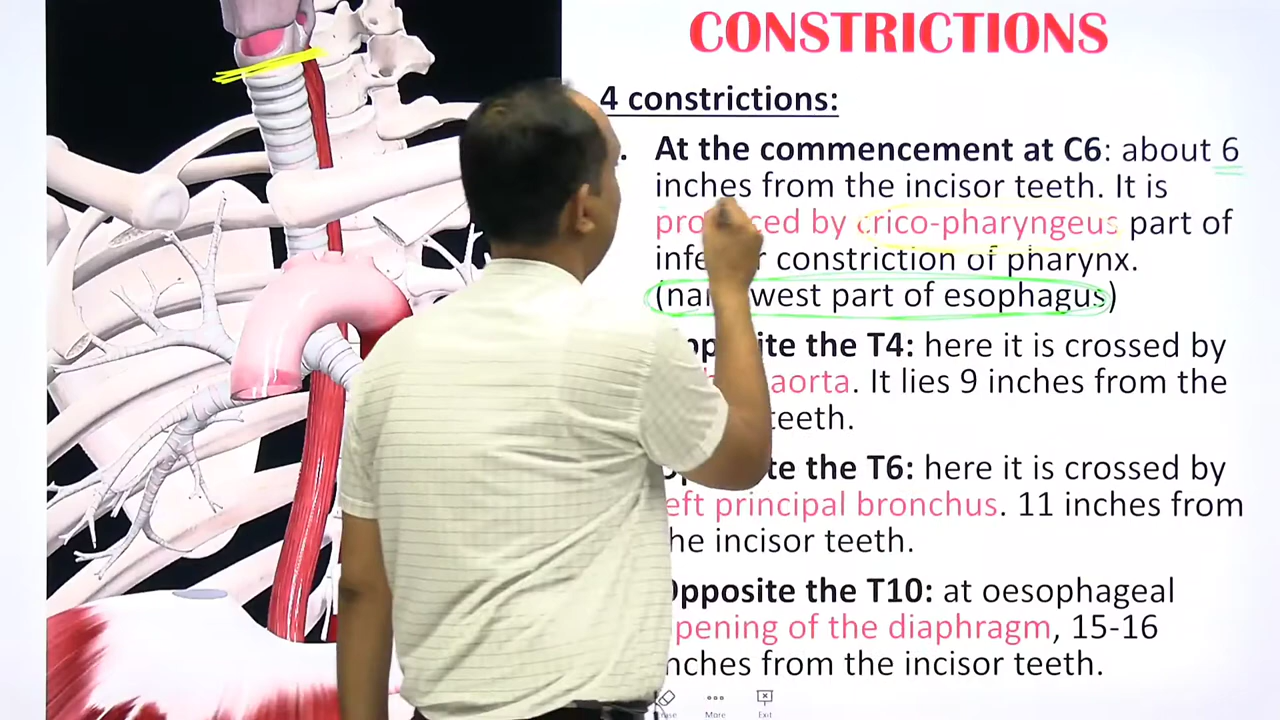 CONSTRICTIONS
4 constrictions:
. At the commencement at C6: about 6
inches from the incisor teeth. It is
by crico-pharyngeus part of
constriction of pharynx.
part of esophagus)
the T4: here it is crossed by
aorta. It lies 9 inches from the
teeth.
the T6: here it is crossed by
eft principal bronchus. 11 inches from
he incisor teeth.
Opposite the T10: at oesophageal
pening of the diaphragm, 15-16
nches from the incisor teeth.
More
Exit